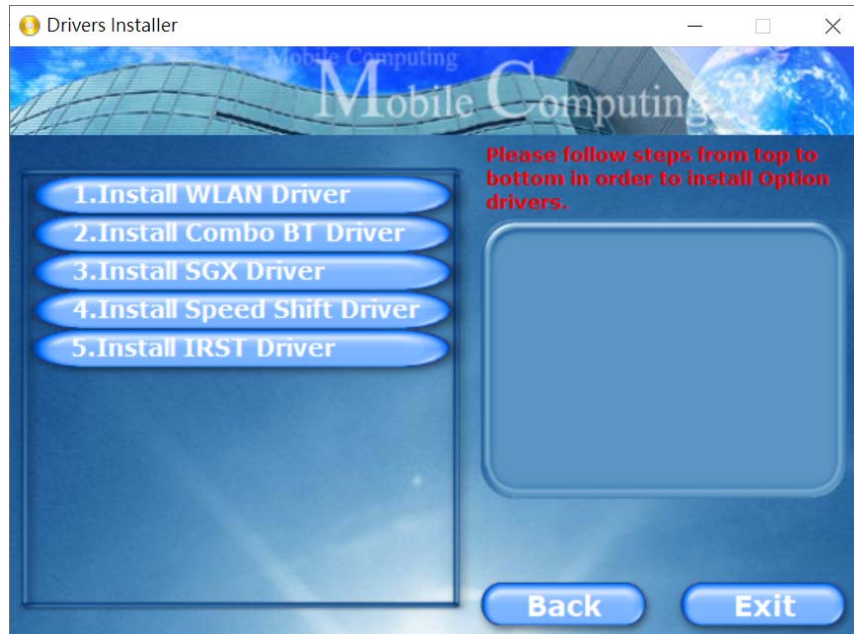 Drivers Installer
Mobile Computing
Mobile Computing
Please follow steps from top to
bottom in order to install Option
drivers.
1.Install WLAN Driver
2.Install Combo BT Driver
3.Install SGX Driver
4.Install Speed Shift Driver
5.Install IRST Driver
Back
Exit